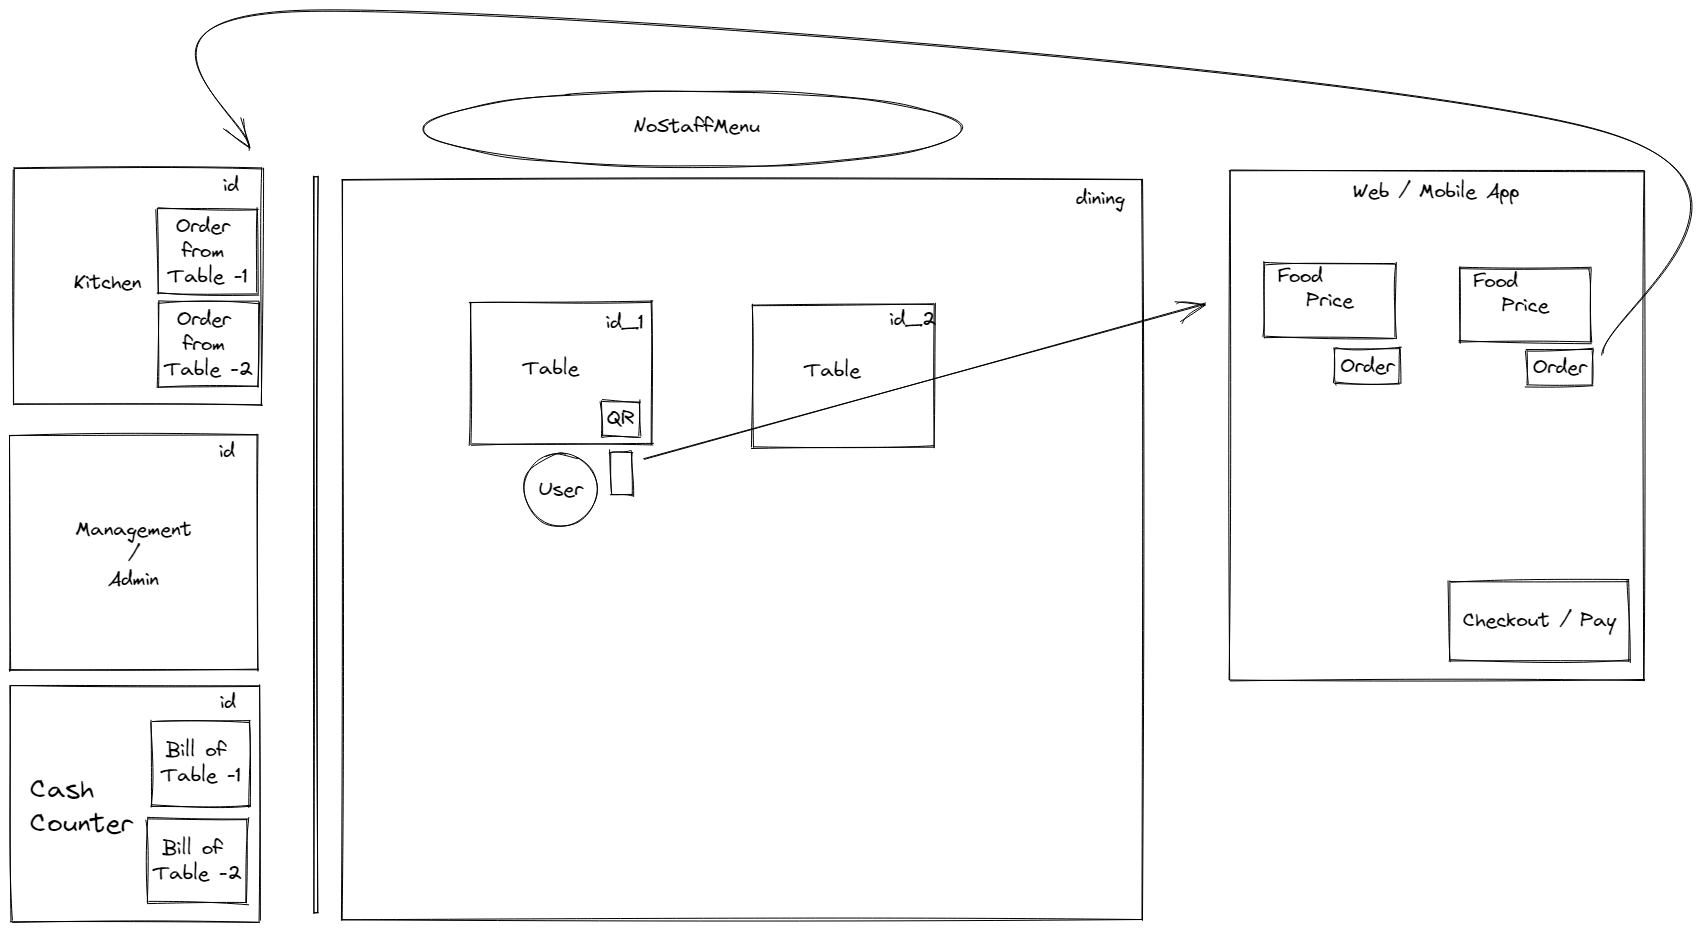 NoStaffMenu
id
Kitchen
Order
from
Table -1
Order
from
Table -2
id
Management
/
Admin
id
Cash
Counter
Bill of
Table -1
Bill of
Table -2
dining
id_1
Table
QR
User
id_2
Table
Web / Mobile App
Food
Price
Order
Food
Price
Order
Checkout / Pay